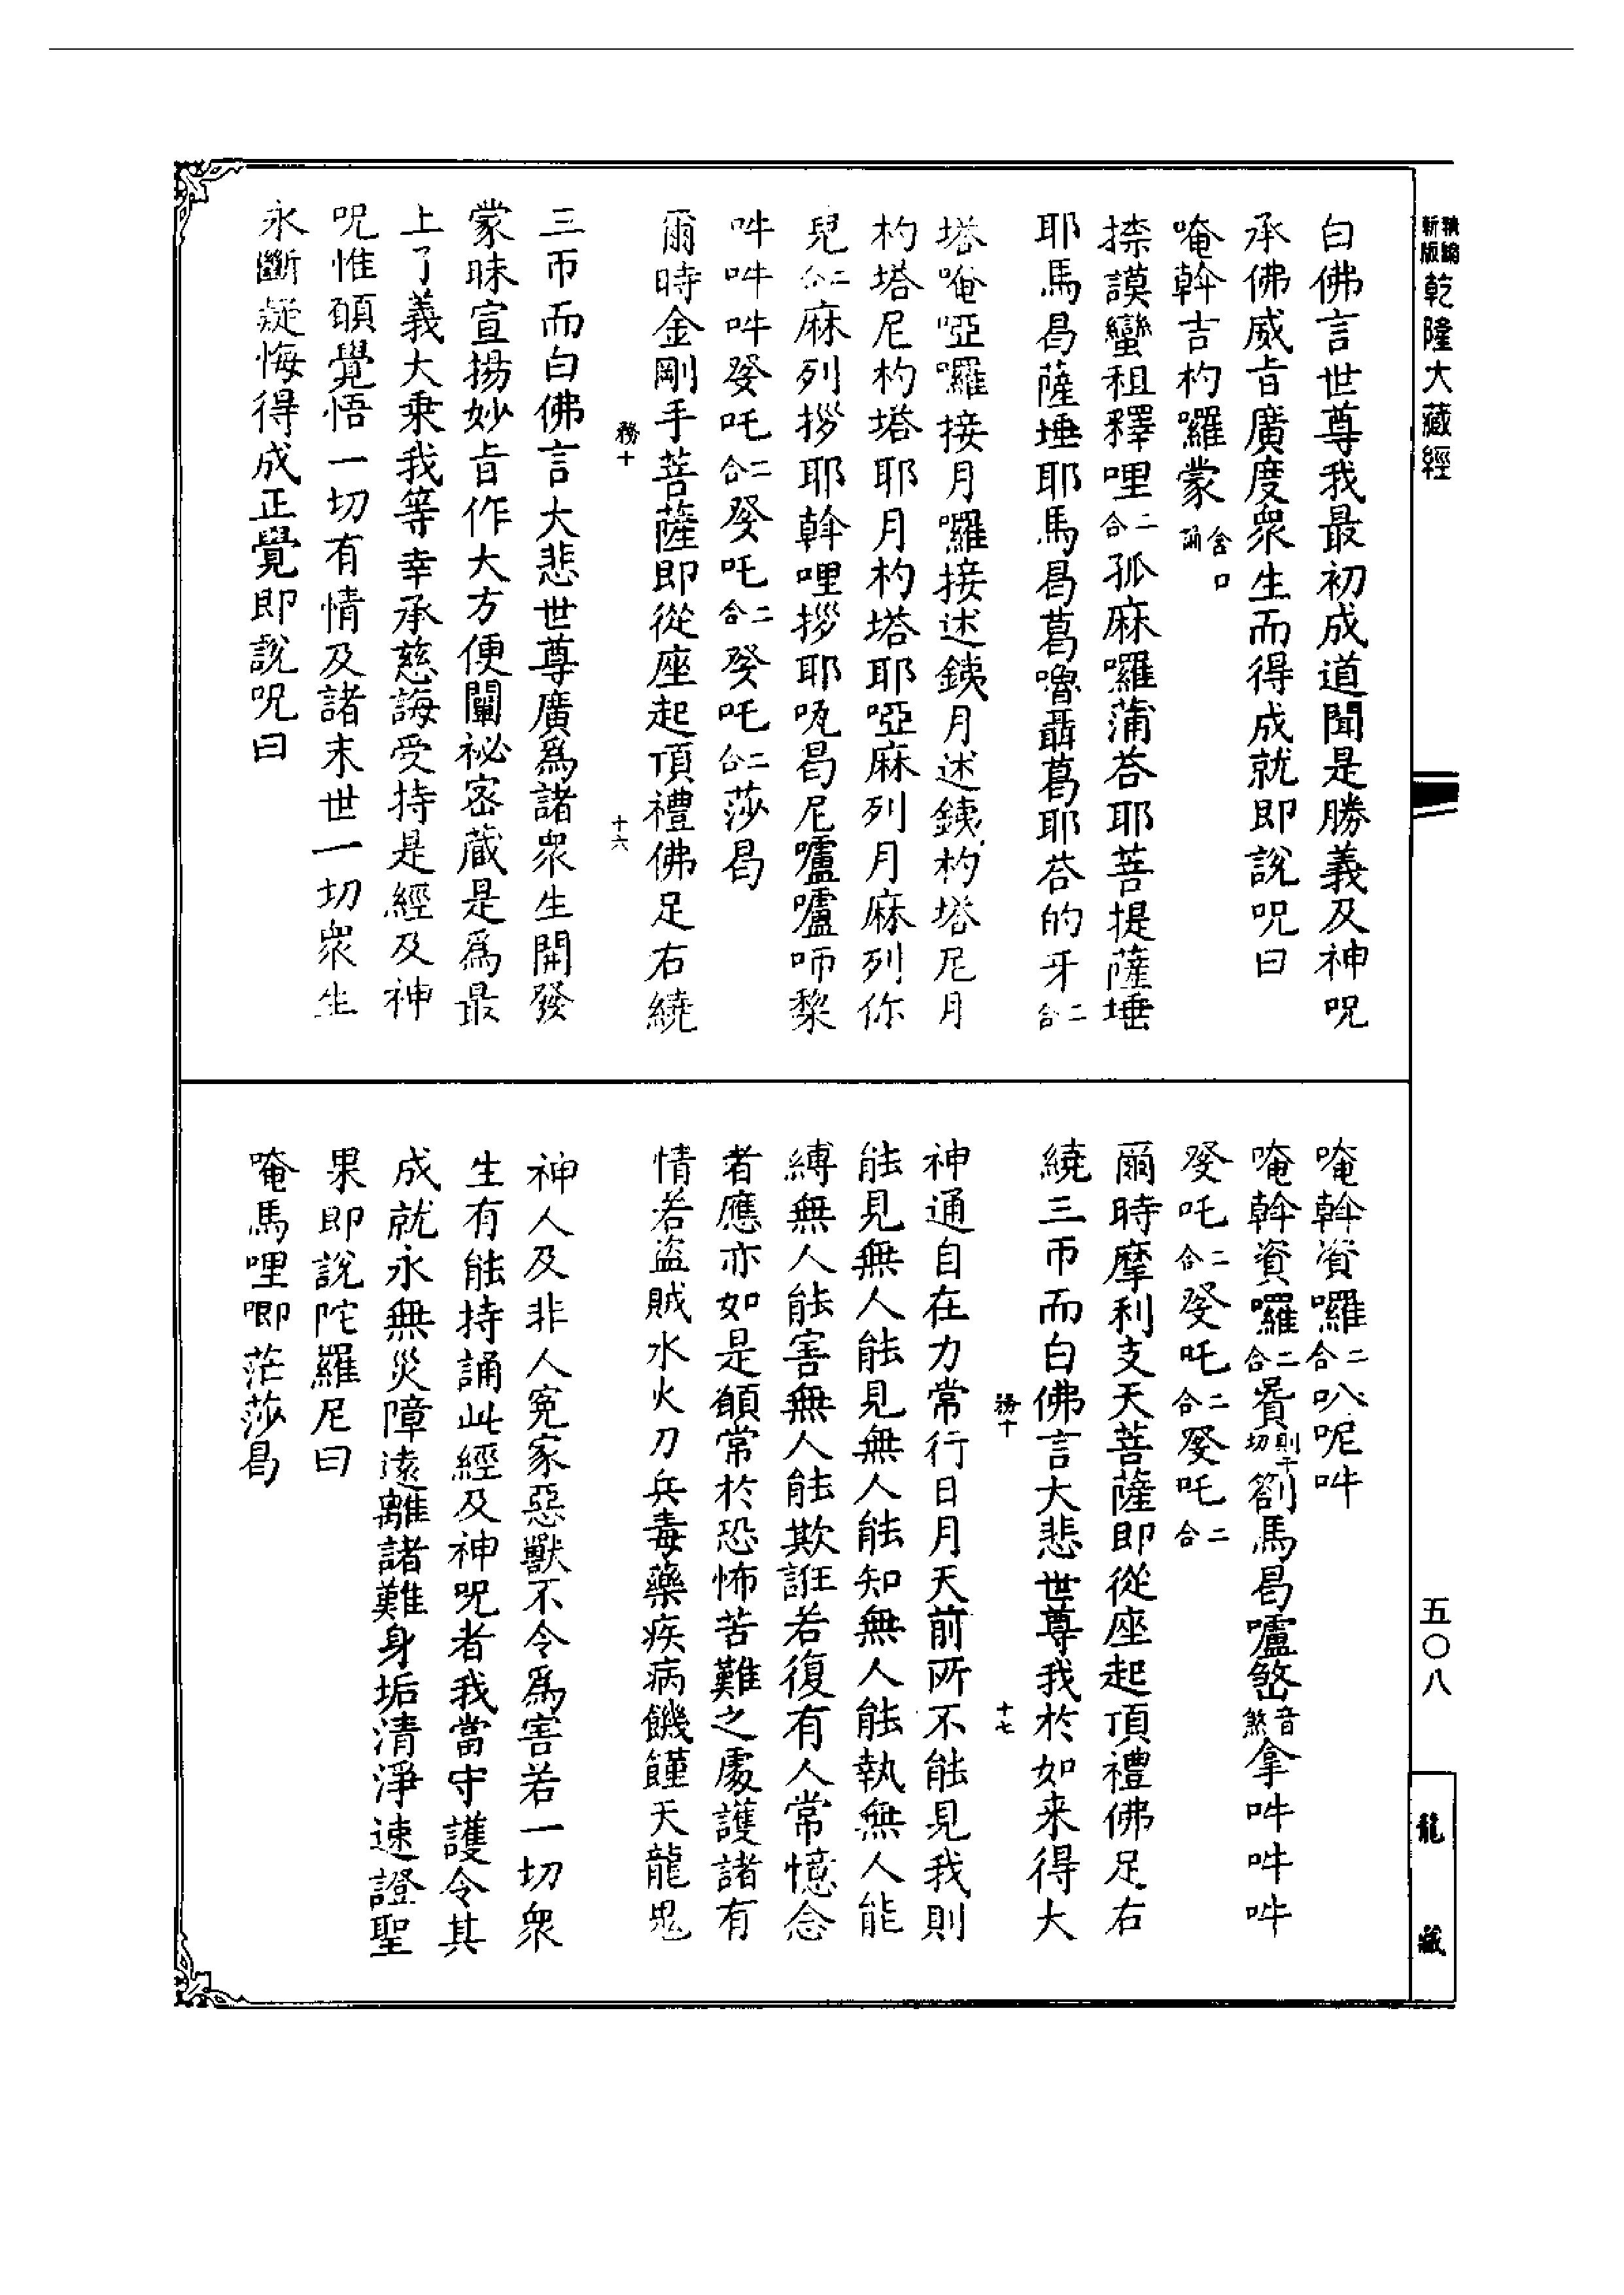 新版
乾隆大藏經
白佛言世尊我最初成道聞是勝義及神呪
承佛威旨廣度衆生而得成就即說呪曰
唵斡吉杓囉蒙
捺謨蠻租釋哩二合孤麻囉蒲荅耶菩提薩埵
耶馬曷薩埵耶馬曷葛嚕聶葛耶荅的牙二合
塔唵啞囉接月囉接述銕月述銕杓塔尼月
杓塔尼杓塔耶月杓塔耶啞麻列月麻列你
兒二合麻列拶耶斡哩拶耶吰曷尼嚧嚧㖿黎
吽吽吽癹吒二合癹吒二合癹吒二合莎曷
爾時金剛手菩薩即從座起頂禮佛足右繞
務十
十六
三帀而白佛言大悲世尊廣爲諸衆生開發
蒙昧宣揚妙旨作大方便闡祕密藏是爲最
上了義大乘我等幸承慈誨受持是經及神
呪惟願覺悟一切有情及諸末世一切衆生
永斷疑悔得成正覺即說呪曰
唵斡資囉二合叭呢吽
唵斡資囉二合則干切劄馬曷嚧音煞拿吽吽吽
癹吒二合癹吒二合癹吒二合
爾時摩利支天菩薩即從座起頂禮佛足右
繞三帀而白佛言大悲世尊我於如来得大
務十
十七
神通自在力常行日月天前所不能見我則
能見無人能見無人能知無人能執無人能
縛無人能害無人能欺誑若復有人常憶念
者應亦如是願常於恐怖苦難之處護諸有
情若盜賊水火刀兵毒藥疾病饑饉天龍鬼
神人及非人冤家惡獸不令爲害若一切衆
生有能持誦此經及神呪者我當守護令其
成就永無災障遠離諸難身垢清淨速證聖
果即說陀羅尼曰
唵馬哩唧茫莎曷
五〇八
龍藏